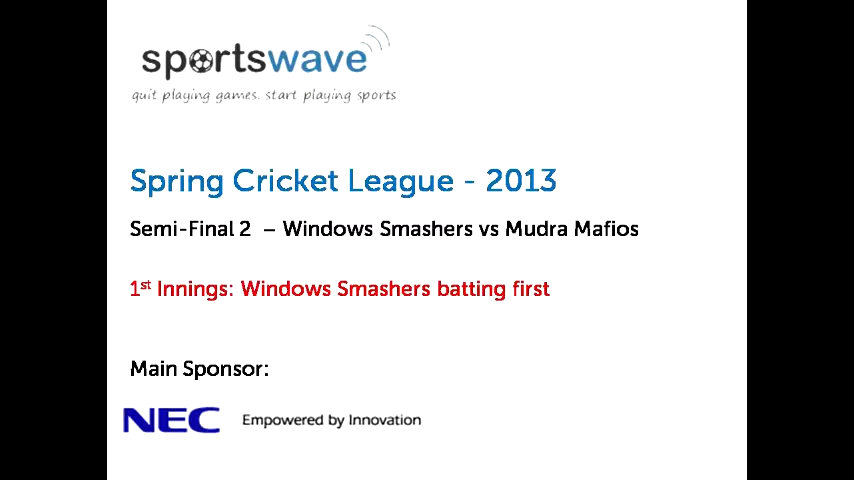 sportswave
quit playing games. start playing sports
Spring Cricket League - 2013
Semi-Final 2 – Windows Smashers vs Mudra Mafios
1st Innings: Windows Smashers batting first
Main Sponsor:
NEC Empowered by Innovation